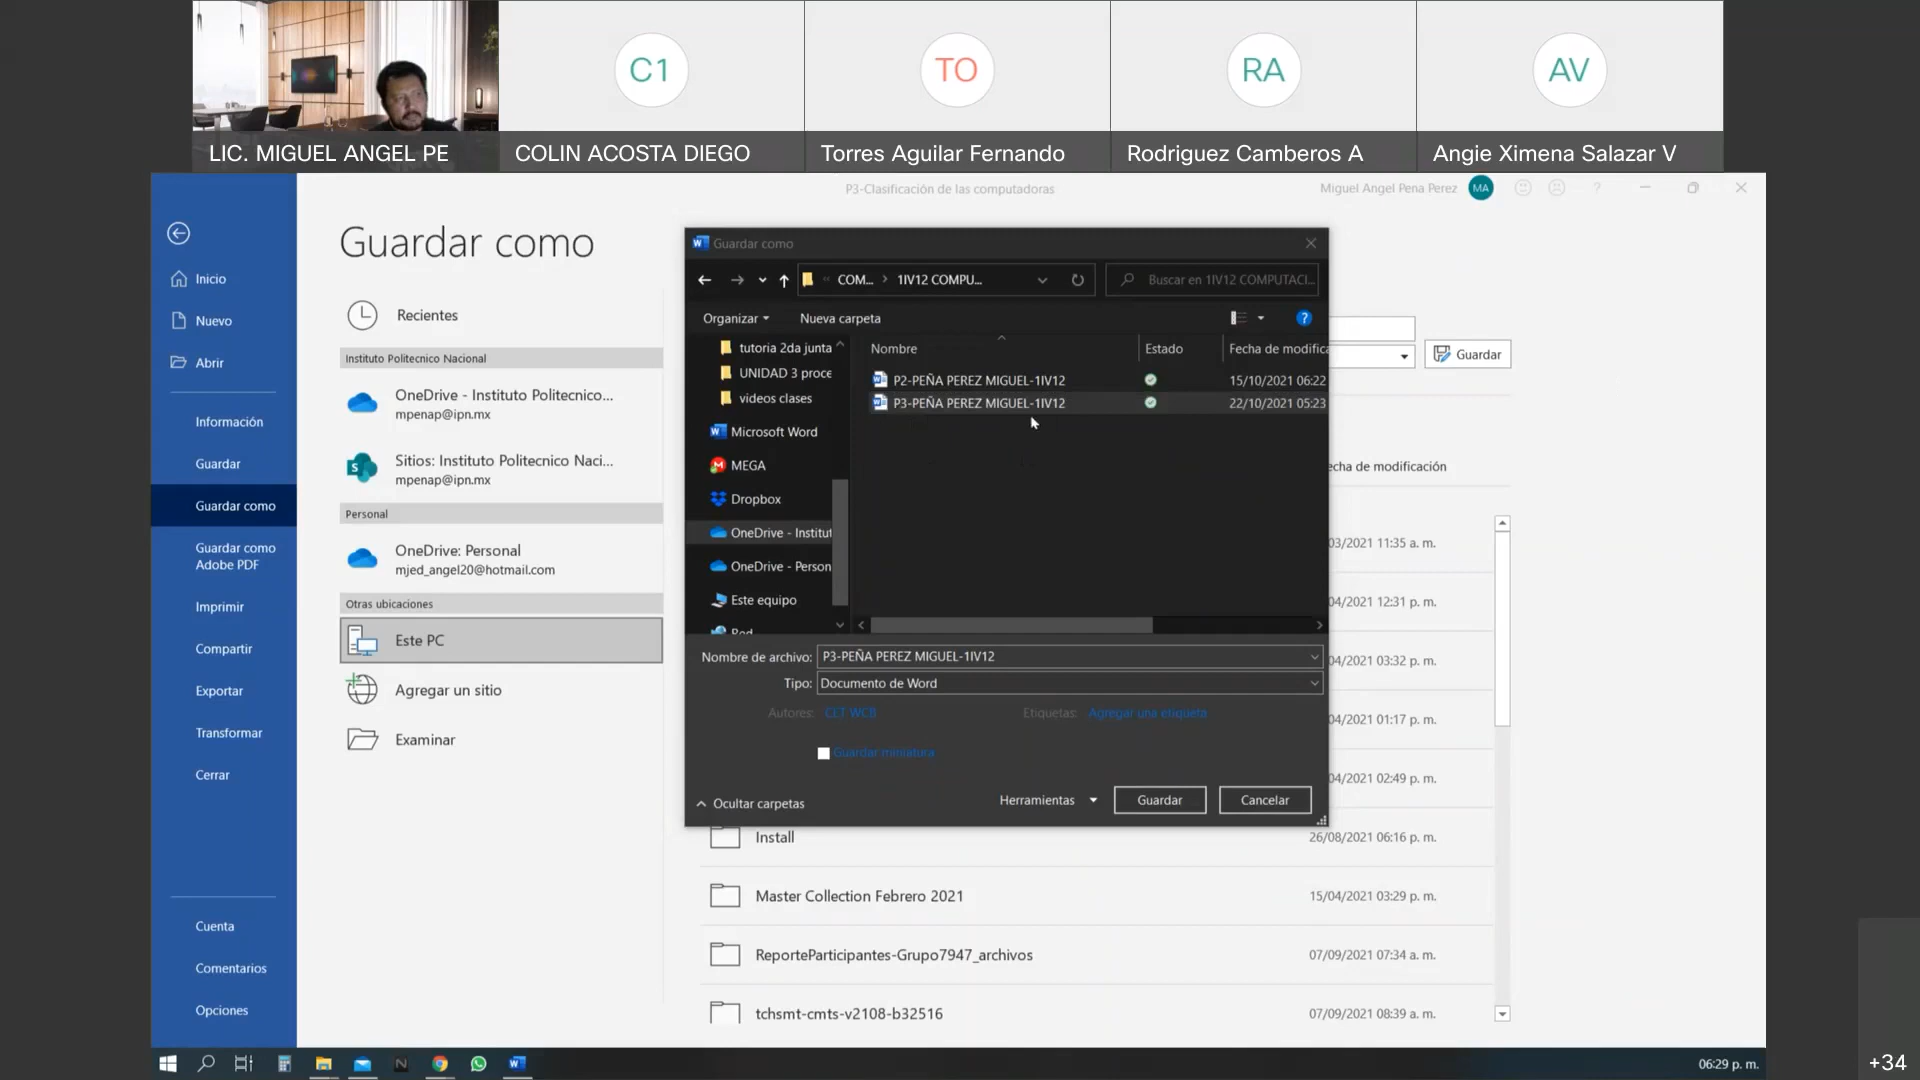 C1
TO
RA
AV
LIC. MIGUEL ANGEL PE
COLIN ACOSTA DIEGO
Torres Aguilar Fernando
Rodriguez Camberos A
Angie Ximena Salazar V
P3-Clasificación de las computadoras
Miguel Angel Pena Perez
MA
?
Inicio
Nuevo
Abrir
Información
Guardar
Guardar como
Guardar como
Adobe PDF
Imprimir
Compartir
Exportar
Transformar
Cerrar
Cuenta
Comentarios
Opciones
Guardar como
Recientes
Instituto Politecnico Nacional
OneDrive - Instituto Politecnico...
mpenap@ipn.mx
Sitios: Instituto Politecnico Naci...
mpenap@ipn.mx
Personal
OneDrive: Personal
mjed_angel20@hotmail.com
Otras ubicaciones
Este PC
Agregar un sitio
Examinar
Guardar como
COM... > 1IV12 COMPU...
Buscar en 1IV12 COMPUTACI...
Organizar
Nueva carpeta
?
tutoria 2da junta
UNIDAD 3 proce
videos clases
Microsoft Word
MEGA
Dropbox
OneDrive - Institut
OneDrive - Person
Este equipo
Red
Nombre
Estado
Fecha de modifica
P2-PEÑA PEREZ MIGUEL-1IV12
15/10/2021 06:22
P3-PEÑA PEREZ MIGUEL-1IV12
22/10/2021 05:23
Nombre de archivo: P3-PEÑA PEREZ MIGUEL-1IV12
Tipo: Documento de Word
Autores: CET WCB
Etiquetas: Agregar una etiqueta
Guardar miniatura
Ocultar carpetas
Herramientas
Guardar
Cancelar
Guardar
echa de modificación
03/2021 11:35 a. m.
04/2021 12:31 p. m.
04/2021 03:32 p. m.
04/2021 01:17 p. m.
04/2021 02:49 p. m.
Install
26/08/2021 06:16 p. m.
Master Collection Febrero 2021
15/04/2021 03:29 p. m.
ReporteParticipantes-Grupo7947_archivos
07/09/2021 07:34 a. m.
tchsmt-cmts-v2108-b32516
07/09/2021 08:39 a. m.
06:29 p. m.
+34